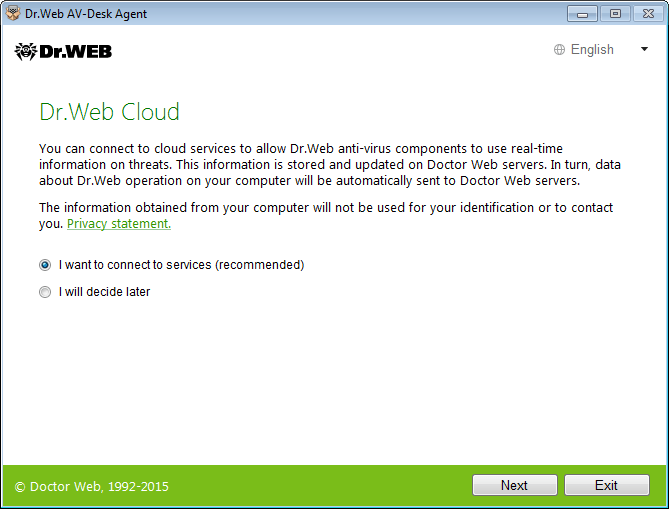 Dr.Web AV-Desk Agent
Dr.WEB
English
Dr.Web Cloud
You can connect to cloud services to allow Dr.Web anti-virus components to use real-time
information on threats. This information is stored and updated on Doctor Web servers. In turn, data
about Dr.Web operation on your computer will be automatically sent to Doctor Web servers.
The information obtained from your computer will not be used for your identification or to contact
you. Privacy statement.
I want to connect to services (recommended)
I will decide later
© Doctor Web, 1992-2015
Next
Exit